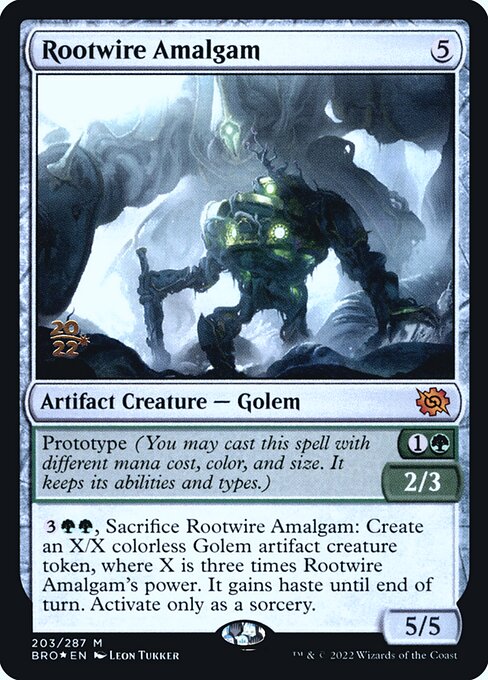 Rootwire Amalgam 5
20
22
Artifact Creature — Golem
Prototype (You may cast this spell with 1
different mana cost, color, and size. It
keeps its abilities and types.) 2/3
3, Sacrifice Rootwire Amalgam: Create
an X/X colorless Golem artifact creature
token, where X is three times Rootwire
Amalgam's power. It gains haste until end of
turn. Activate only as a sorcery.
5/5
203/287 M
BRO★EN Leon Tukker ™ & © 2022 Wizards of the Coast